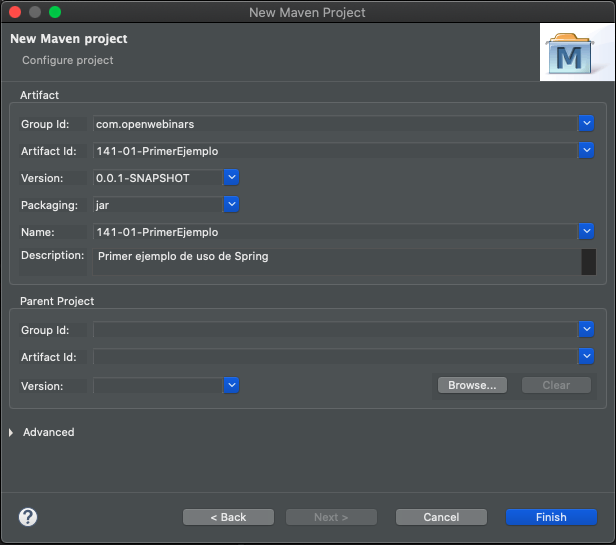 New Maven Project
New Maven project
Configure project
M
Artifact
Group Id: com.openwebinars
Artifact Id: 141-01-PrimerEjemplo
Version: 0.0.1-SNAPSHOT
Packaging: jar
Name: 141-01-PrimerEjemplo
Description: Primer ejemplo de uso de Spring
Parent Project
Group Id:
Artifact Id:
Version: Browse... Clear
Advanced
? < Back Next > Cancel Finish